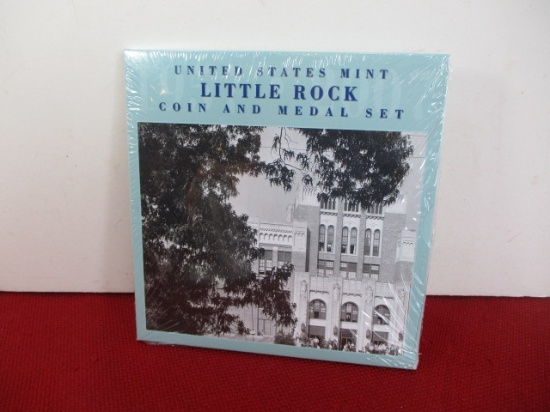 UNITED STATES MINT
LITTLE ROCK
COIN AND MEDAL SET